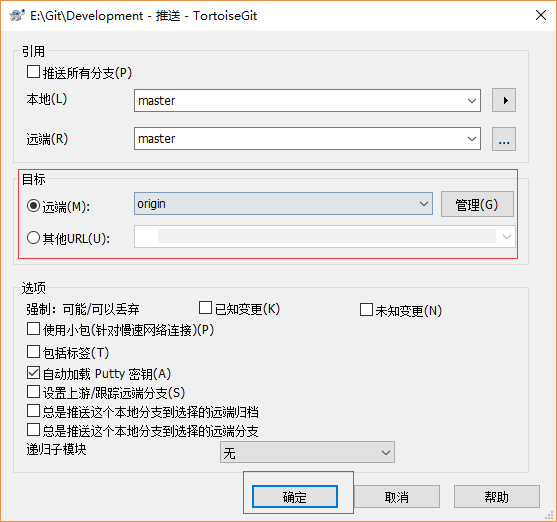 E:\Git\Development - 推送 - TortoiseGit
引用
推送所有分支(P)
本地(L) master
远端(R) master ...
目标
远端(M): origin 管理(G)
其他URL(U):
选项
强制：可能/可以丢弃 已知变更(K) 未知变更(N)
使用小包(针对慢速网络连接)(P)
包括标签(T)
自动加载 Putty 密钥(A)
设置上游/跟踪远端分支(S)
总是推送这个本地分支到选择的远端归档
总是推送这个本地分支到选择的远端分支
递归子模块 无
确定 取消 帮助